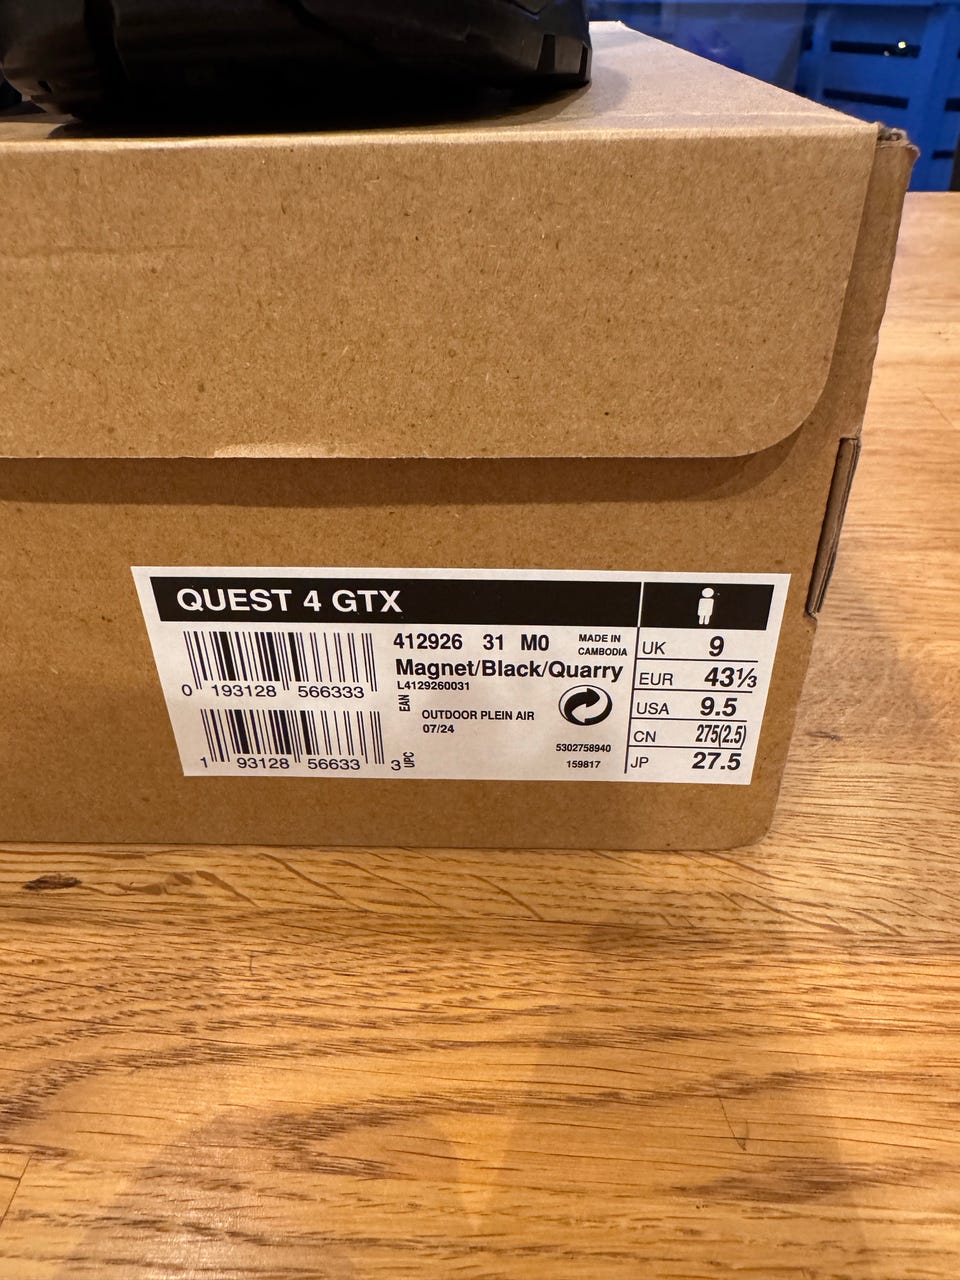 QUEST 4 GTX
412926 31 M0
MADE IN
CAMBODIA
Magnet/Black/Quarry
L4129260031
0 193128 566333
EAN
OUTDOOR PLEIN AIR
07/24
1 93128 56633 3
UPC
5302758940
159817
UK 9
EUR 43⅓
USA 9.5
CN 275(2.5)
JP 27.5